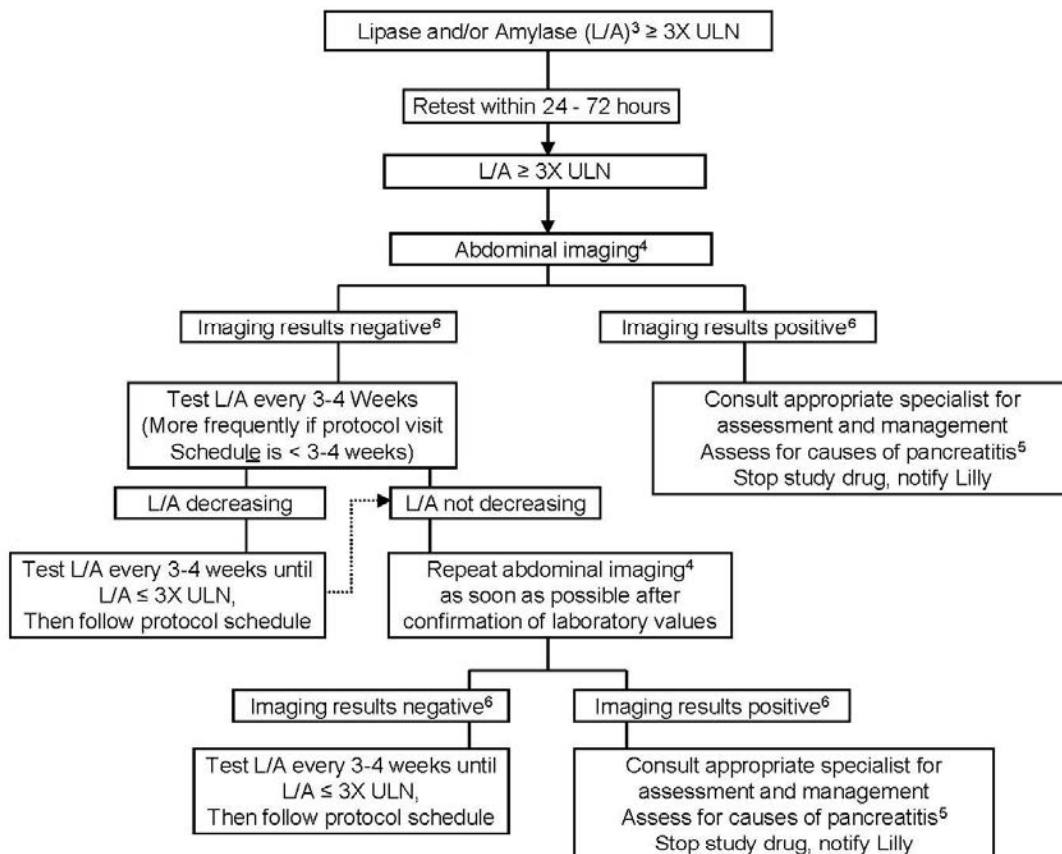 Lipase and/or Amylase (L/A)³ ≥ 3X ULN
Retest within 24 - 72 hours
L/A ≥ 3X ULN
Abdominal imaging⁴
Imaging results negative⁶
Imaging results positive⁶
Test L/A every 3-4 Weeks
(More frequently if protocol visit
Schedule is < 3-4 weeks)
Consult appropriate specialist for
assessment and management
Assess for causes of pancreatitis⁵
Stop study drug, notify Lilly
L/A decreasing
L/A not decreasing
Test L/A every 3-4 weeks until
L/A ≤ 3X ULN,
Then follow protocol schedule
Repeat abdominal imaging⁴
as soon as possible after
confirmation of laboratory values
Imaging results negative⁶
Imaging results positive⁶
Test L/A every 3-4 weeks until
L/A ≤ 3X ULN,
Then follow protocol schedule
Consult appropriate specialist for
assessment and management
Assess for causes of pancreatitis⁵
Stop study drug, notify Lilly